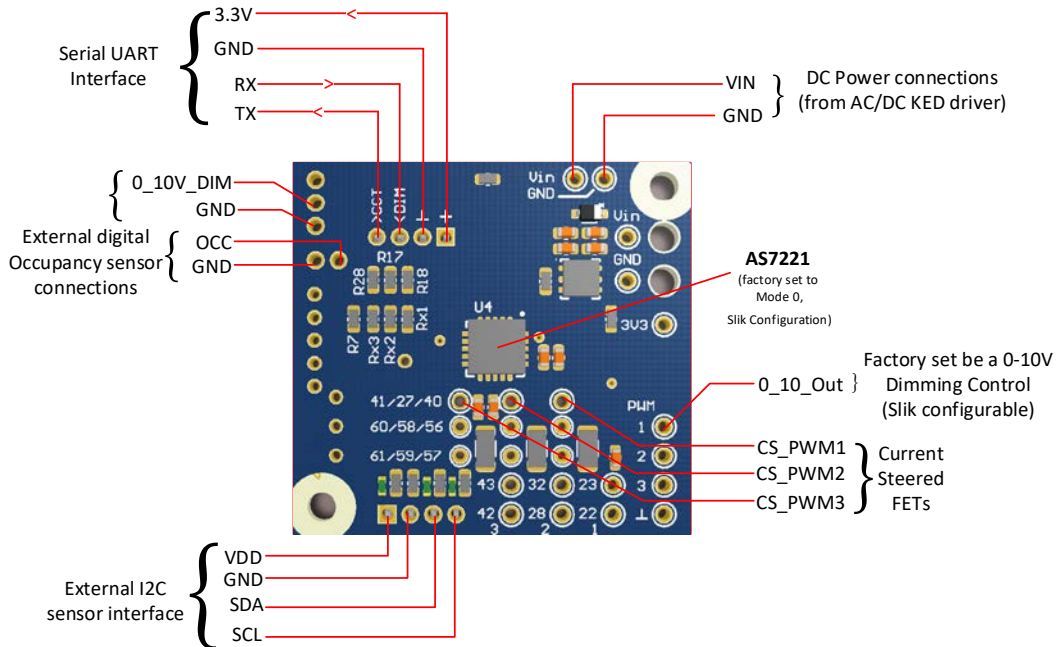 3.3V
GND
RX
TX
Serial UART
Interface
VIN
GND
DC Power connections
(from AC/DC KED driver)
0_10V_DIM
GND
External digital
Occupancy sensor
connections
OCC
GND
>CCT
<DIM
⊥
+
Vin
GND
Vin
GND
3V3
R17
R28
R18
R7
Rx3
Rx2
Rx1
U4
AS7221
(factory set to
Mode 0,
Slik Configuration)
0_10_Out
Factory set be a 0-10V
Dimming Control
(Slik configurable)
41/27/40
60/58/56
61/59/57
PWM
1
2
3
⊥
43 32 23
42 28 22
3 2 1
CS_PWM1
CS_PWM2
CS_PWM3
Current
Steered
FETs
External I2C
sensor interface
VDD
GND
SDA
SCL